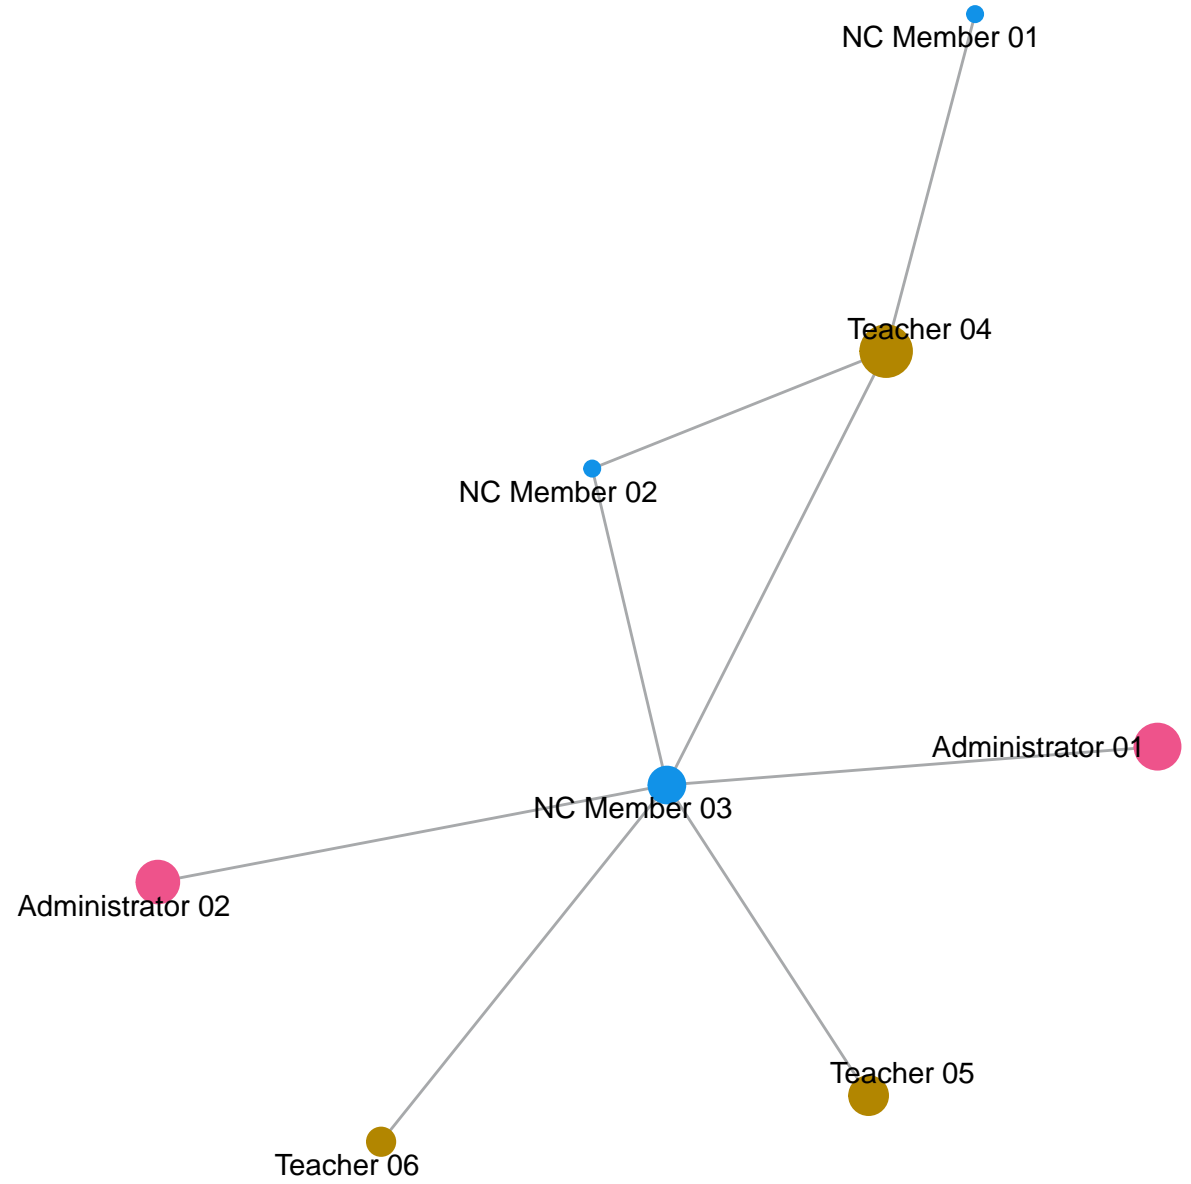 NC Member 01
Teacher 04
NC Member 02
Administrator 01
NC Member 03
Administrator 02
Teacher 05
Teacher 06